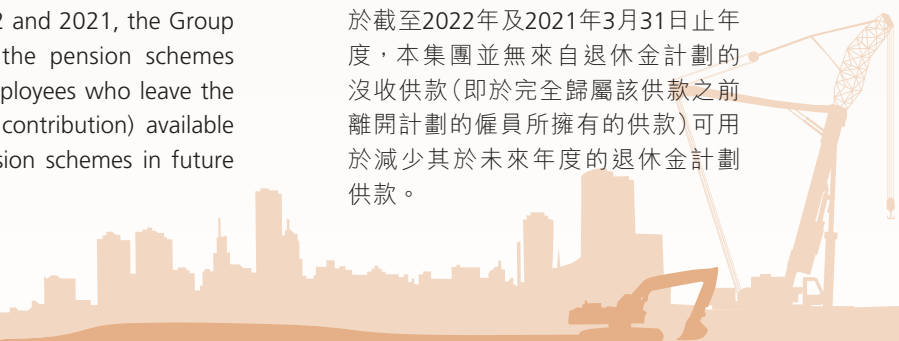 2 and 2021, the Group
the pension schemes
ployees who leave the
contribution) available
sion schemes in future
於截至2022年及2021年3月31日止年
度，本集團並無來自退休金計劃的
沒收供款（即於完全歸屬該供款之前
離開計劃的僱員所擁有的供款）可用
於減少其於未來年度的退休金計劃
供款。